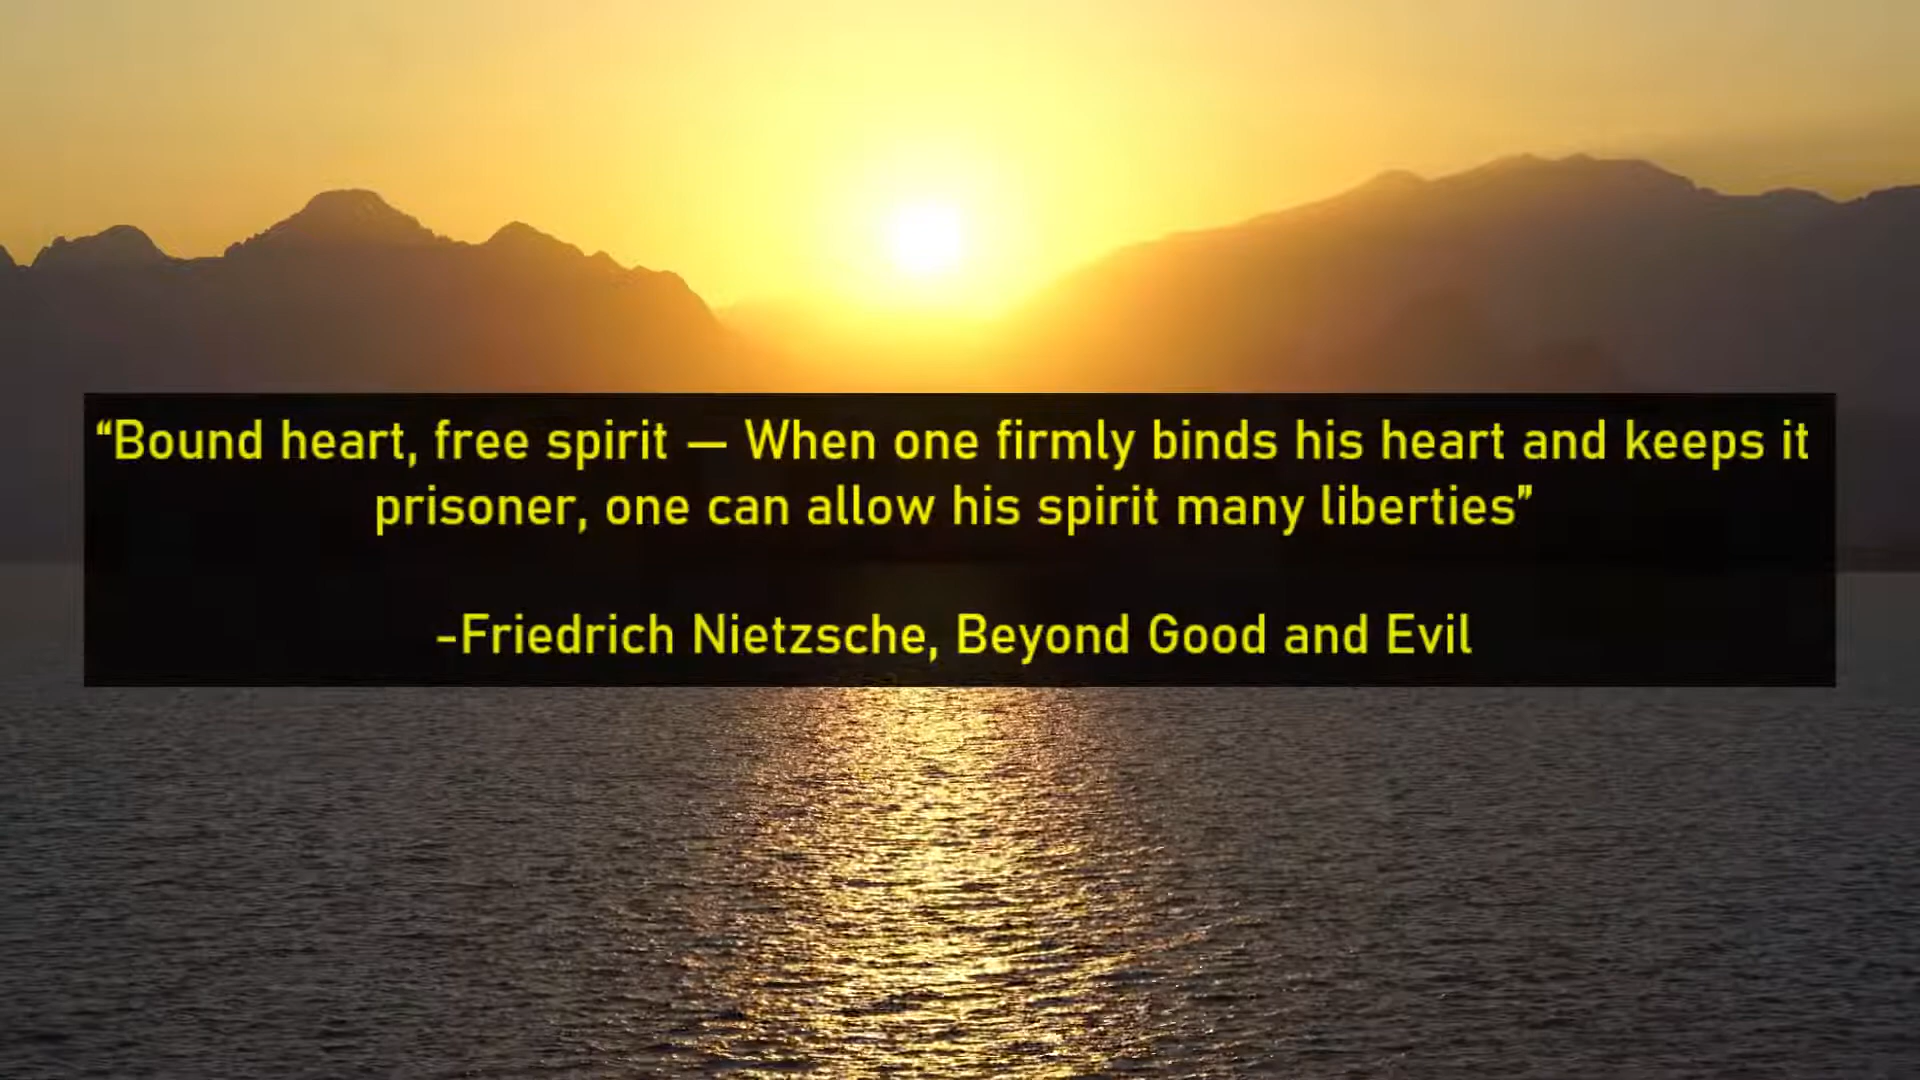 “Bound heart, free spirit — When one firmly binds his heart and keeps it
prisoner, one can allow his spirit many liberties”
-Friedrich Nietzsche, Beyond Good and Evil